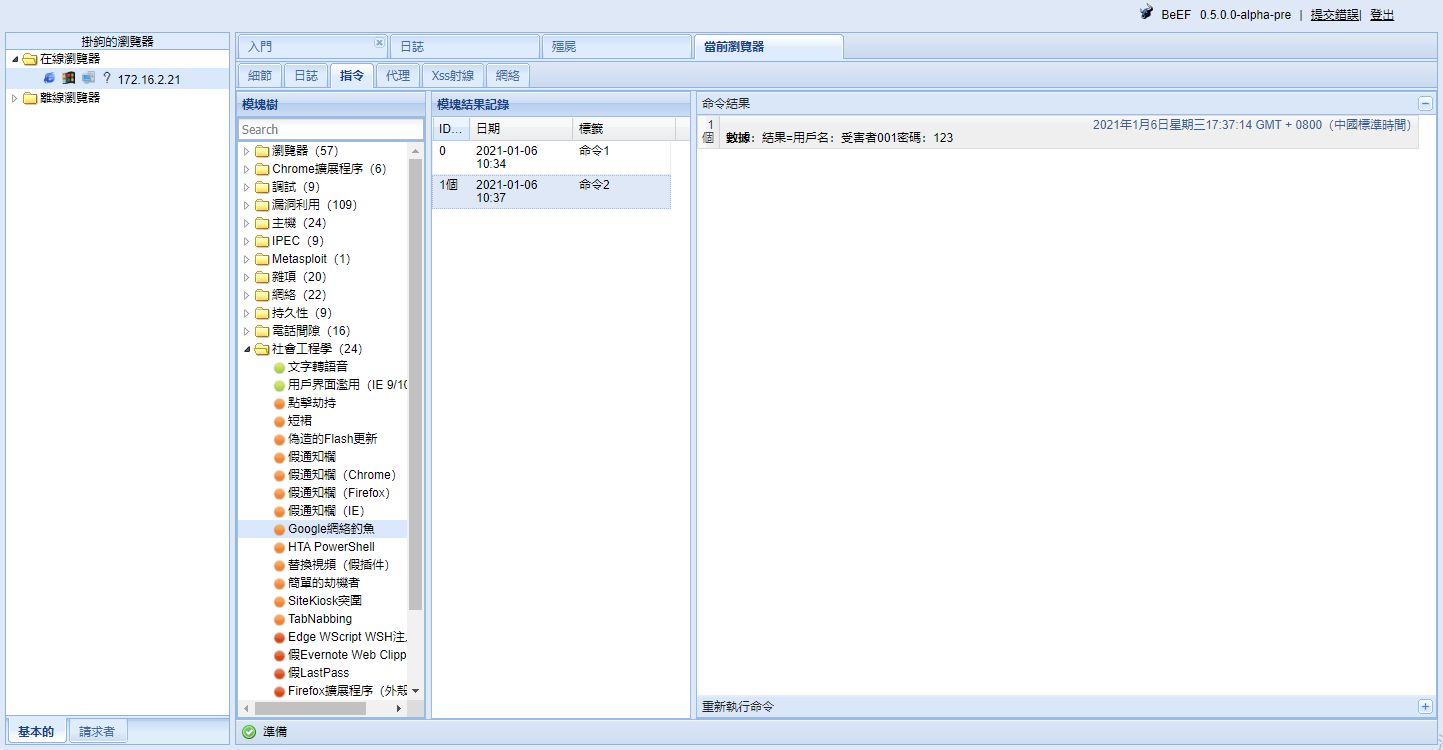 BeEF 0.5.0.0-alpha-pre | 提交錯誤| 登出
掛鉤的瀏覽器
在線瀏覽器
172.16.2.21
離線瀏覽器
基本的 請求者
入門 日誌 殭屍 當前瀏覽器
細節 日誌 指令 代理 Xss射線 網絡
模塊樹
Search
瀏覽器（57）
Chrome擴展程序（6）
調試（9）
漏洞利用（109）
主機（24）
IPEC（9）
Metasploit（1）
雜項（20）
網絡（22）
持久性（9）
電話間隙（16）
社會工程學（24）
文字轉語音
用戶界面濫用（IE 9/10
點擊劫持
短裙
偽造的Flash更新
假通知欄
假通知欄（Chrome）
假通知欄（Firefox）
假通知欄（IE）
Google網絡釣魚
HTA PowerShell
替換視頻（假插件）
簡單的劫機者
SiteKiosk突圍
TabNabbing
Edge WScript WSH注
假Evernote Web Clipp
假LastPass
Firefox擴展程序（外殼
模塊結果記錄
ID... 日期 標籤
0 2021-01-06 命令1
10:34
1個 2021-01-06 命令2
10:37
命令結果
1 2021年1月6日星期三17:37:14 GMT + 0800（中國標準時間）
個 數據：結果=用戶名：受害者001密碼：123
重新執行命令
準備